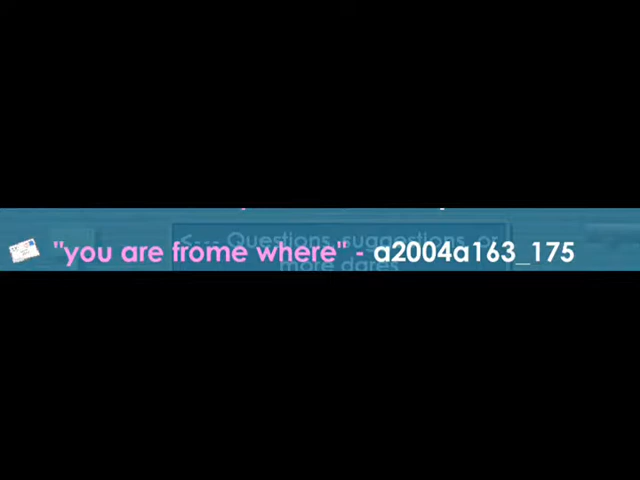 <--- Questions, suggestions, or
more dares
"you are frome where" - a2004a163_175